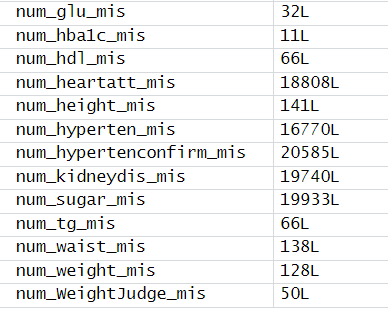 num_glu_mis 32L
num_hba1c_mis 11L
num_hdl_mis 66L
num_heartatt_mis 18808L
num_height_mis 141L
num_hyperten_mis 16770L
num_hypertenconfirm_mis 20585L
num_kidneydis_mis 19740L
num_sugar_mis 19933L
num_tg_mis 66L
num_waist_mis 138L
num_weight_mis 128L
num_WeightJudge_mis 50L